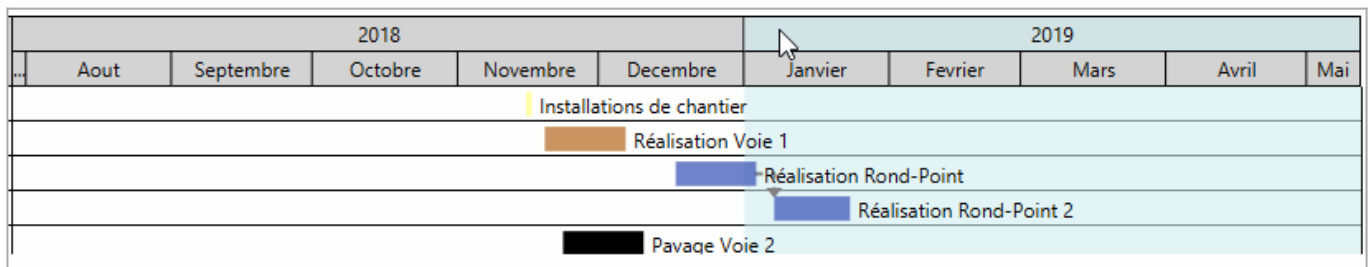 2018 2019
... Aout Septembre Octobre Novembre Decembre Janvier Fevrier Mars Avril Mai
Installations de chantier
Réalisation Voie 1
Réalisation Rond-Point
Réalisation Rond-Point 2
Pavage Voie 2